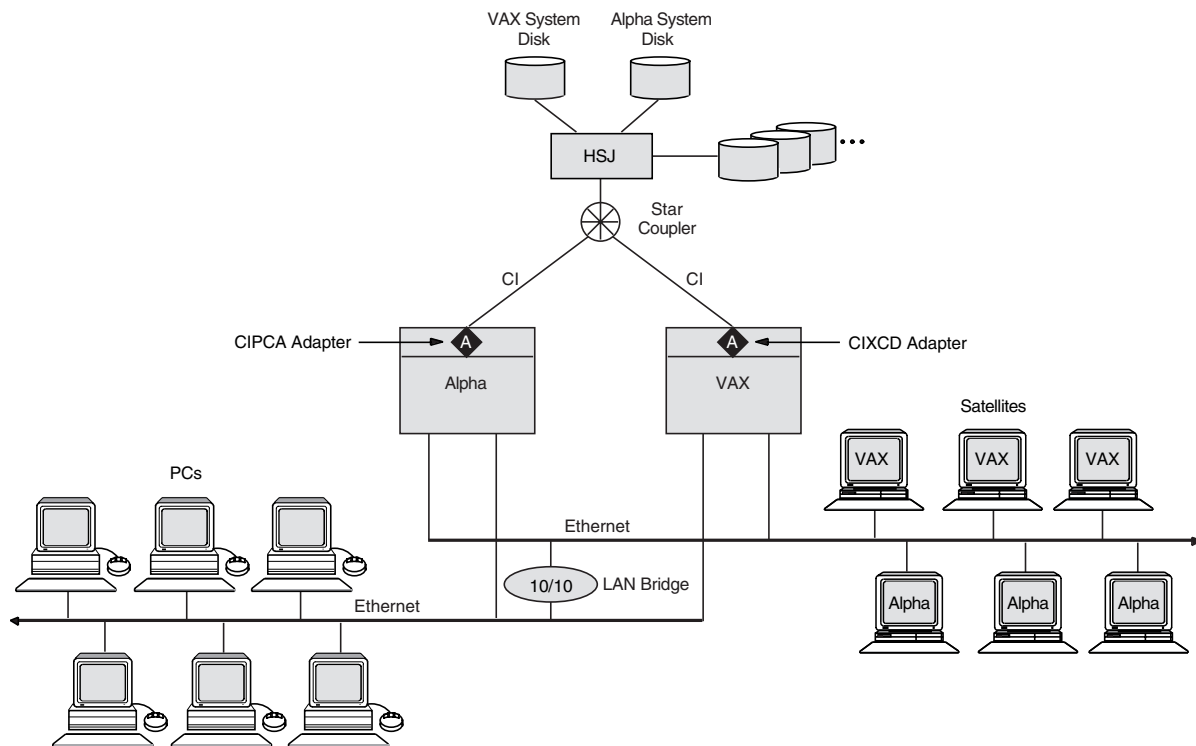 VAX System
Disk
Alpha System
Disk
HSJ
Star
Coupler
CI
CI
CIPCA Adapter
A
A
CIXCD Adapter
Alpha
VAX
Satellites
VAX
VAX
VAX
PCs
Ethernet
10/10
LAN Bridge
Alpha
Alpha
Alpha
Ethernet